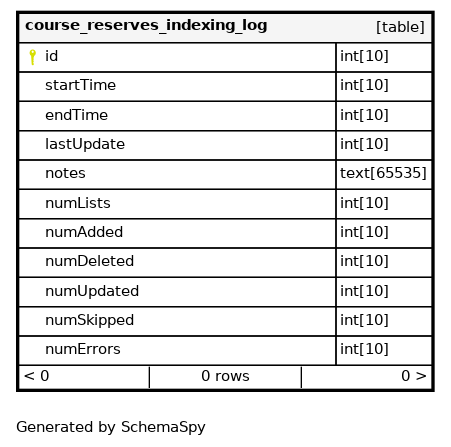 course_reserves_indexing_log [table]
id int[10]
startTime int[10]
endTime int[10]
lastUpdate int[10]
notes text[65535]
numLists int[10]
numAdded int[10]
numDeleted int[10]
numUpdated int[10]
numSkipped int[10]
numErrors int[10]
< 0 0 rows 0 >
Generated by SchemaSpy